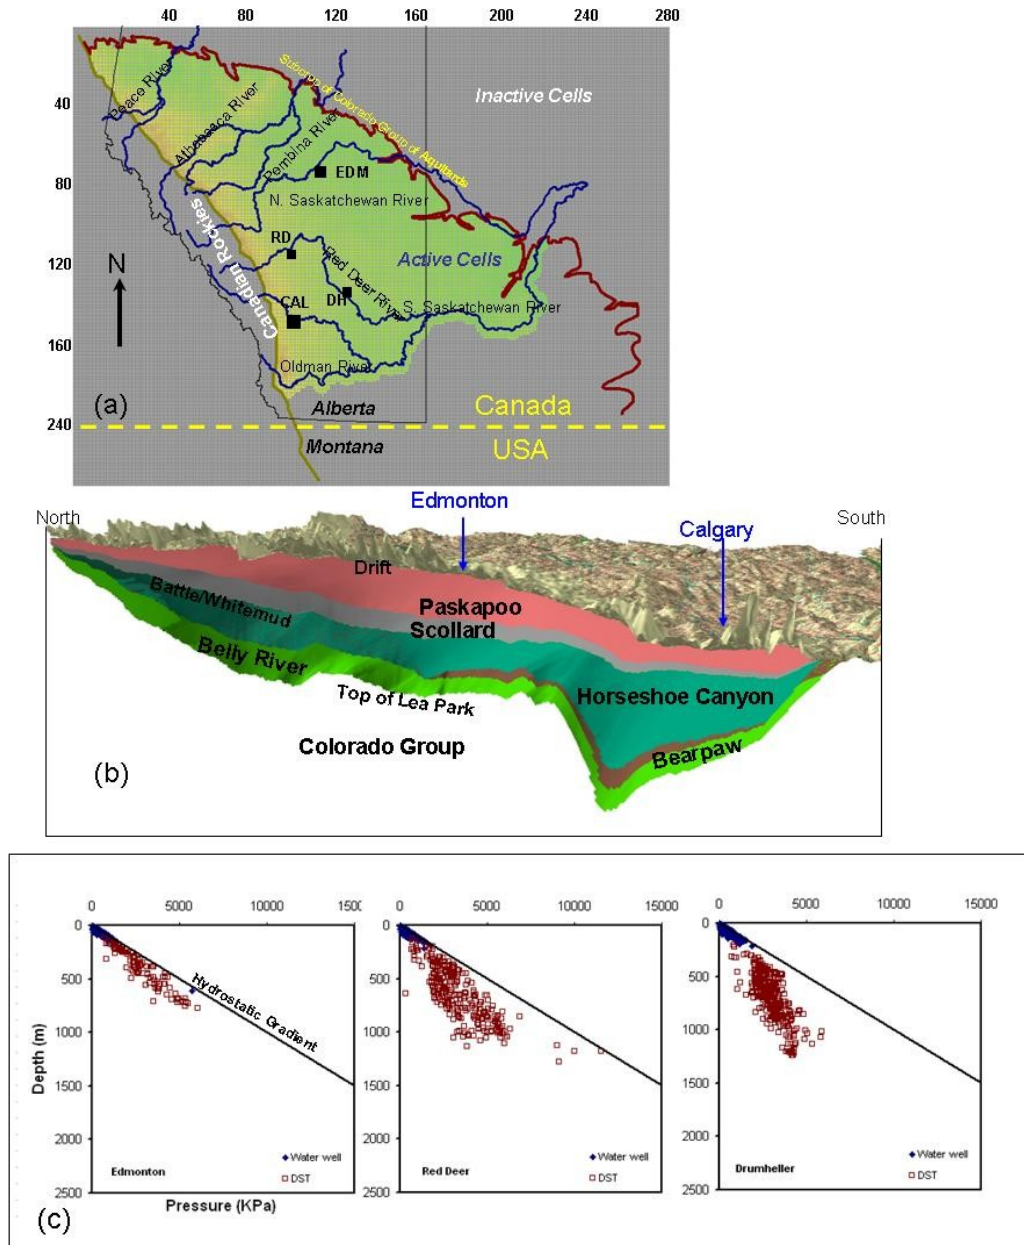 40 80 120 160 200 240 280
40
80
120
160
200
240
Peace River
Athabasca River
Pembina River
Subcrop of Colorado Group of Aquitards
Inactive Cells
EDM
N. Saskatchewan River
RD
Red Deer River
Active Cells
Canadian Rockies
N
CAL
DH
S. Saskatchewan River
Oldman River
(a)
Alberta
Canada
Montana
USA
Edmonton
North
Calgary
South
Drift
Battle/Whitemud
Paskapoo
Scollard
Belly River
Top of Lea Park
Horseshoe Canyon
Colorado Group
Bearpaw
(b)
0 5000 10000 1500
0
500
1000
1500
2000
2500
Depth (m)
Hydrostatic Gradient
Water well
DST
Edmonton
Pressure (KPa)
0 5000 10000 15000
0
500
1000
1500
2000
2500
Water well
DST
Red Deer
0 5000 10000 15000
0
500
1000
1500
2000
2500
Water well
DST
Drumheller
(c)